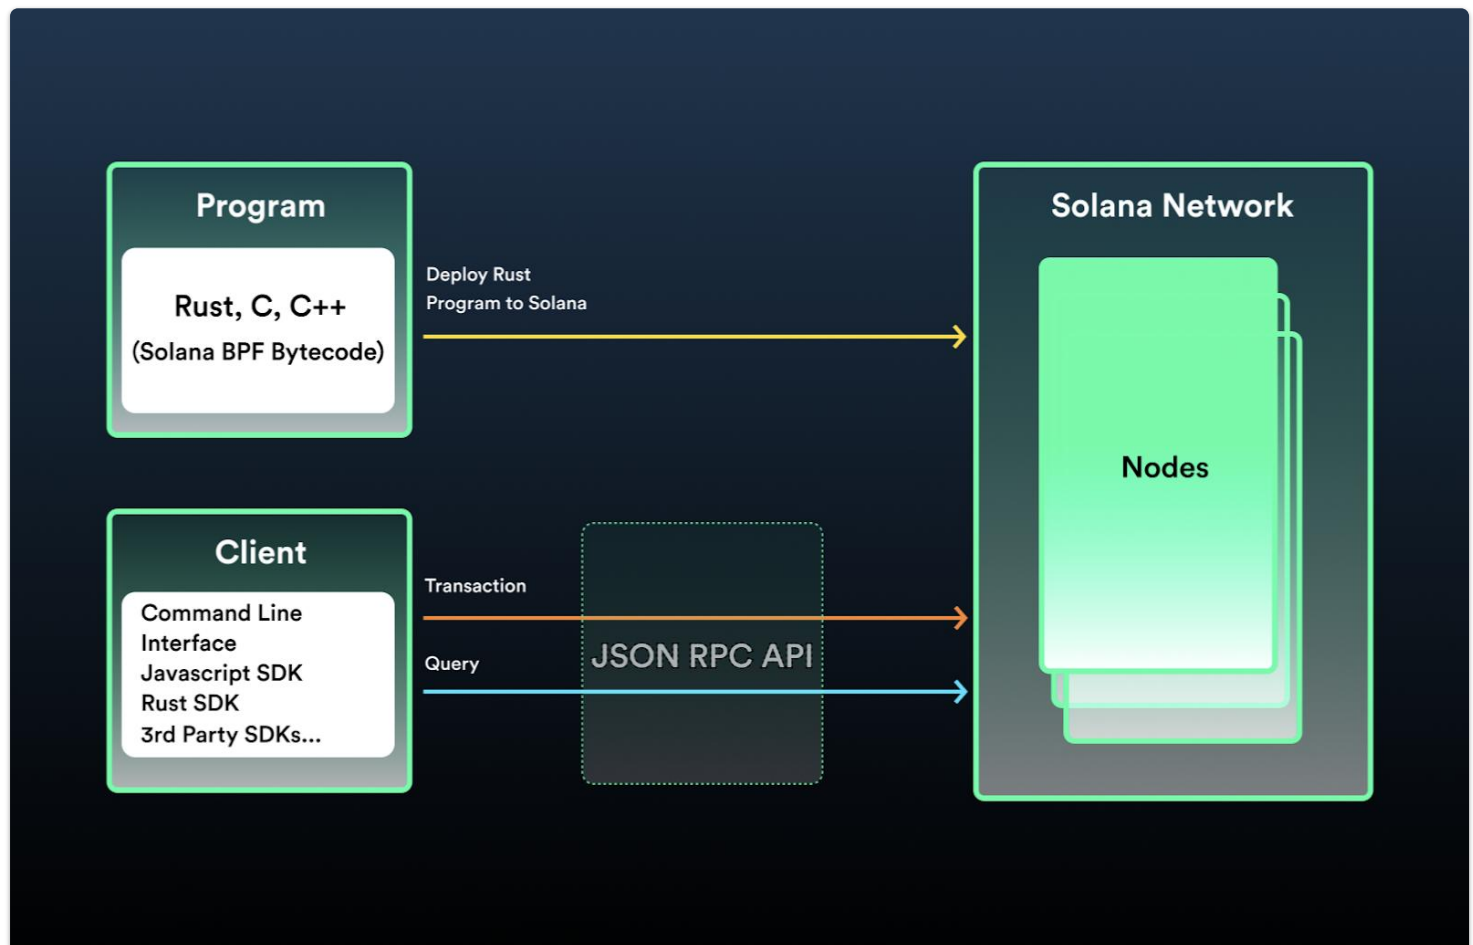 Program
Rust, C, C++
(Solana BPF Bytecode)
Deploy Rust
Program to Solana
Solana Network
Nodes
Client
Command Line
Interface
Javascript SDK
Rust SDK
3rd Party SDKs...
Transaction
Query
JSON RPC API